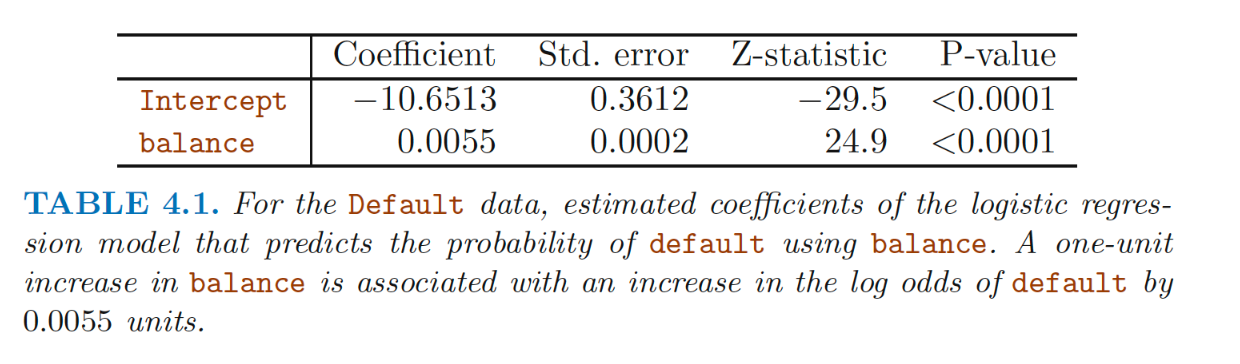 Coefficient Std. error Z-statistic P-value
Intercept −10.6513 0.3612 −29.5 <0.0001
balance 0.0055 0.0002 24.9 <0.0001
TABLE 4.1. For the Default data, estimated coefficients of the logistic regres-
sion model that predicts the probability of default using balance. A one-unit
increase in balance is associated with an increase in the log odds of default by
0.0055 units.